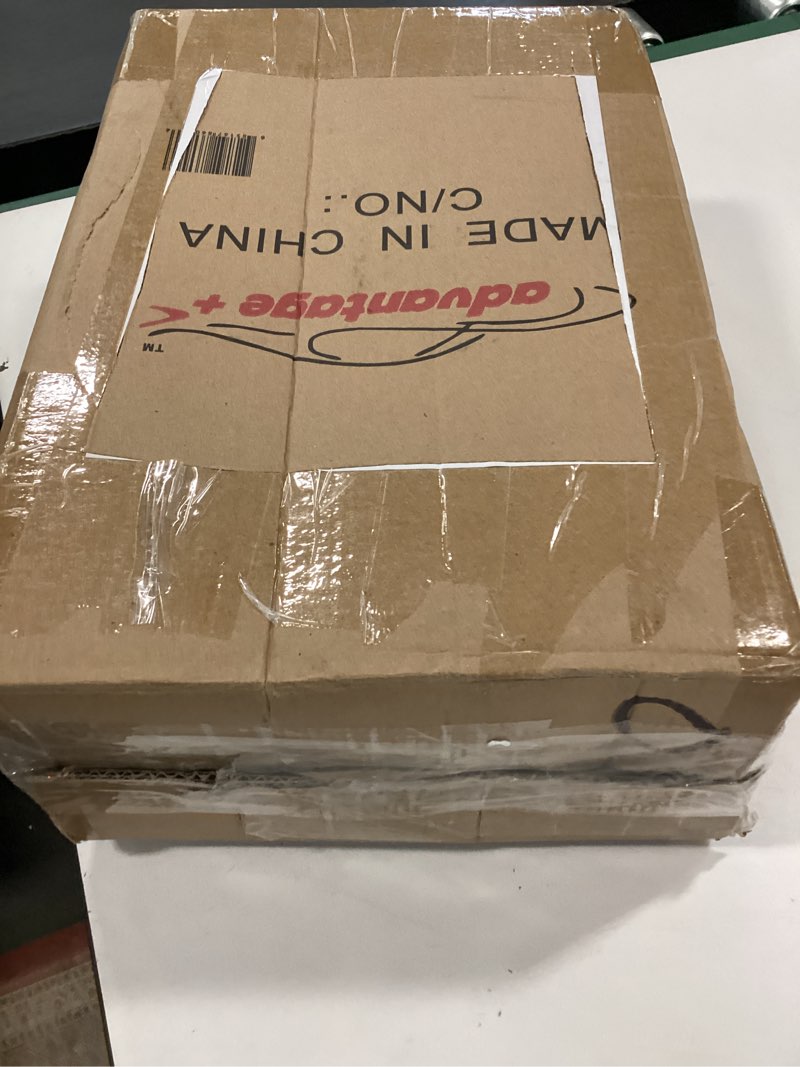 advantage +
TM
MADE IN CHINA
C/NO.: